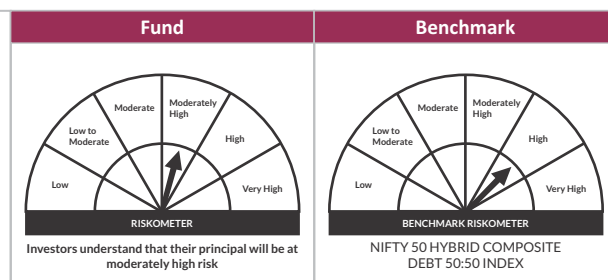 Fund
Low
Low to
Moderate
Moderate
Moderately
High
High
Very High
RISKOMETER
Investors understand that their principal will be at
moderately high risk
Benchmark
Low
Low to
Moderate
Moderate
Moderately
High
High
Very High
BENCHMARK RISKOMETER
NIFTY 50 HYBRID COMPOSITE
DEBT 50:50 INDEX